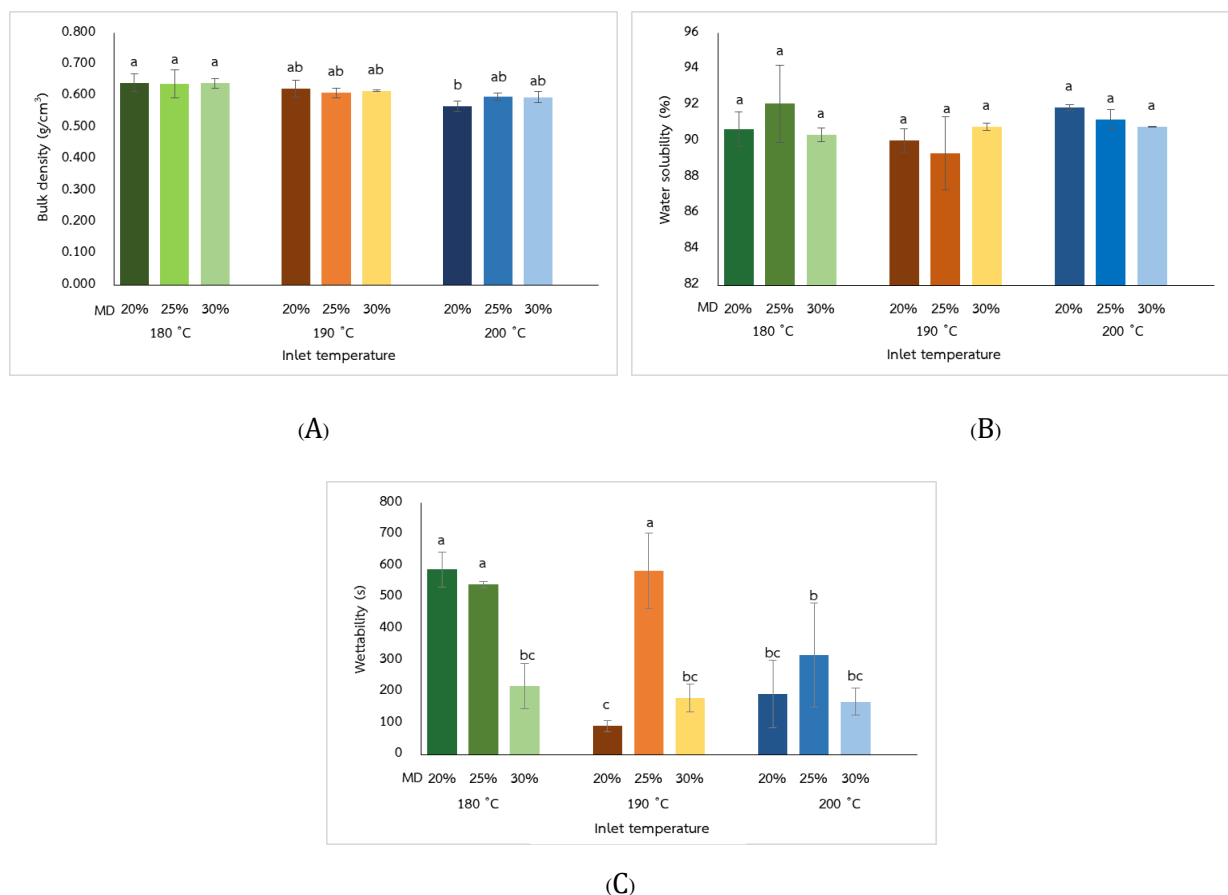 0.800
0.700
0.600
0.500
0.400
0.300
0.200
0.100
0.000
Bulk density (g/cm³)
a a a ab ab ab b ab ab
MD 20% 25% 30% 20% 25% 30% 20% 25% 30%
180 ˚C 190 ˚C 200 ˚C
Inlet temperature
(A)
96
94
92
90
88
86
84
82
Water solubility (%)
a a a a a a a a a
MD 20% 25% 30% 20% 25% 30% 20% 25% 30%
180 ˚C 190 ˚C 200 ˚C
Inlet temperature
(B)
800
700
600
500
400
300
200
100
0
Wettability (s)
a a bc c a bc bc b bc
MD 20% 25% 30% 20% 25% 30% 20% 25% 30%
180 ˚C 190 ˚C 200 ˚C
Inlet temperature
(C)